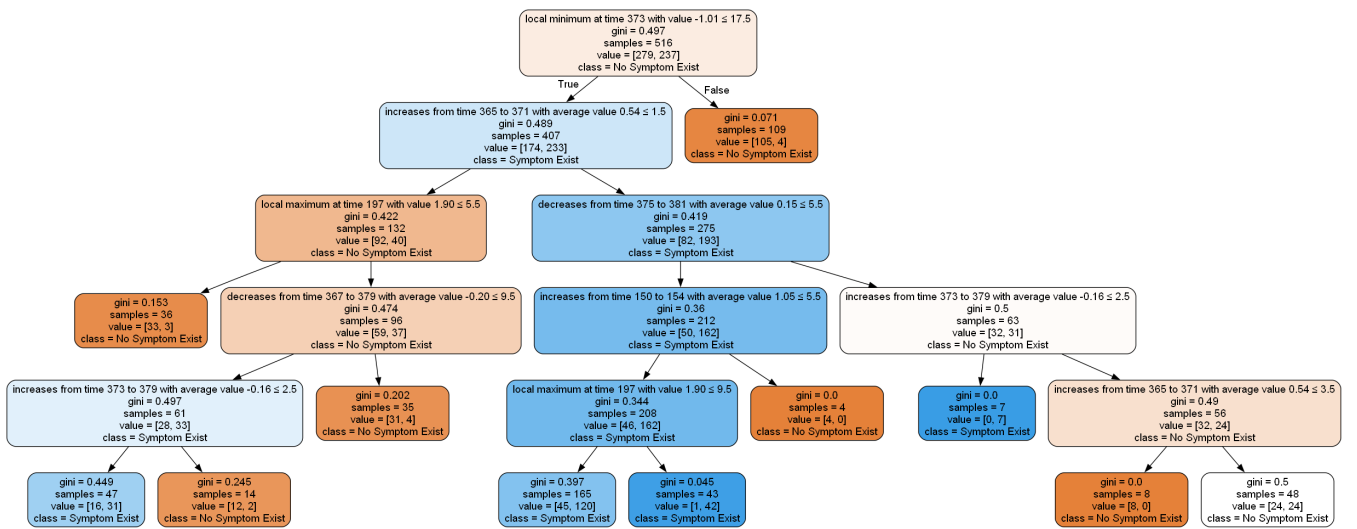 local minimum at time 373 with value -1.01 ≤ 17.5
gini = 0.497
samples = 516
value = [279, 237]
class = No Symptom Exist
True
False
increases from time 365 to 371 with average value 0.54 ≤ 1.5
gini = 0.489
samples = 407
value = [174, 233]
class = Symptom Exist
gini = 0.071
samples = 109
value = [105, 4]
class = No Symptom Exist
local maximum at time 197 with value 1.90 ≤ 5.5
gini = 0.422
samples = 132
value = [92, 40]
class = No Symptom Exist
decreases from time 375 to 381 with average value 0.15 ≤ 5.5
gini = 0.419
samples = 275
value = [82, 193]
class = Symptom Exist
gini = 0.153
samples = 36
value = [33, 3]
class = No Symptom Exist
decreases from time 367 to 379 with average value -0.20 ≤ 9.5
gini = 0.474
samples = 96
value = [59, 37]
class = No Symptom Exist
increases from time 150 to 154 with average value 1.05 ≤ 5.5
gini = 0.36
samples = 212
value = [50, 162]
class = Symptom Exist
increases from time 373 to 379 with average value -0.16 ≤ 2.5
gini = 0.5
samples = 63
value = [32, 31]
class = No Symptom Exist
increases from time 373 to 379 with average value -0.16 ≤ 2.5
gini = 0.497
samples = 61
value = [28, 33]
class = Symptom Exist
gini = 0.202
samples = 35
value = [31, 4]
class = No Symptom Exist
local maximum at time 197 with value 1.90 ≤ 9.5
gini = 0.344
samples = 208
value = [46, 162]
class = Symptom Exist
gini = 0.0
samples = 4
value = [4, 0]
class = No Symptom Exist
gini = 0.0
samples = 7
value = [0, 7]
class = Symptom Exist
increases from time 365 to 371 with average value 0.54 ≤ 3.5
gini = 0.49
samples = 56
value = [32, 24]
class = No Symptom Exist
gini = 0.449
samples = 47
value = [16, 31]
class = Symptom Exist
gini = 0.245
samples = 14
value = [12, 2]
class = No Symptom Exist
gini = 0.397
samples = 165
value = [45, 120]
class = Symptom Exist
gini = 0.045
samples = 43
value = [1, 42]
class = Symptom Exist
gini = 0.0
samples = 8
value = [8, 0]
class = No Symptom Exist
gini = 0.5
samples = 48
value = [24, 24]
class = No Symptom Exist